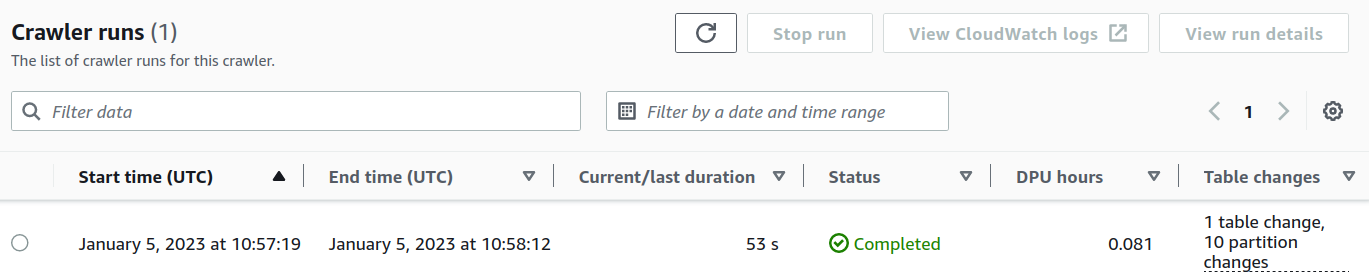 Crawler runs (1)
Stop run
View CloudWatch logs
View run details
The list of crawler runs for this crawler.
Filter data
Filter by a date and time range
1
Start time (UTC)
End time (UTC)
Current/last duration
Status
DPU hours
Table changes
January 5, 2023 at 10:57:19
January 5, 2023 at 10:58:12
53 s
Completed
0.081
1 table change,
10 partition
changes